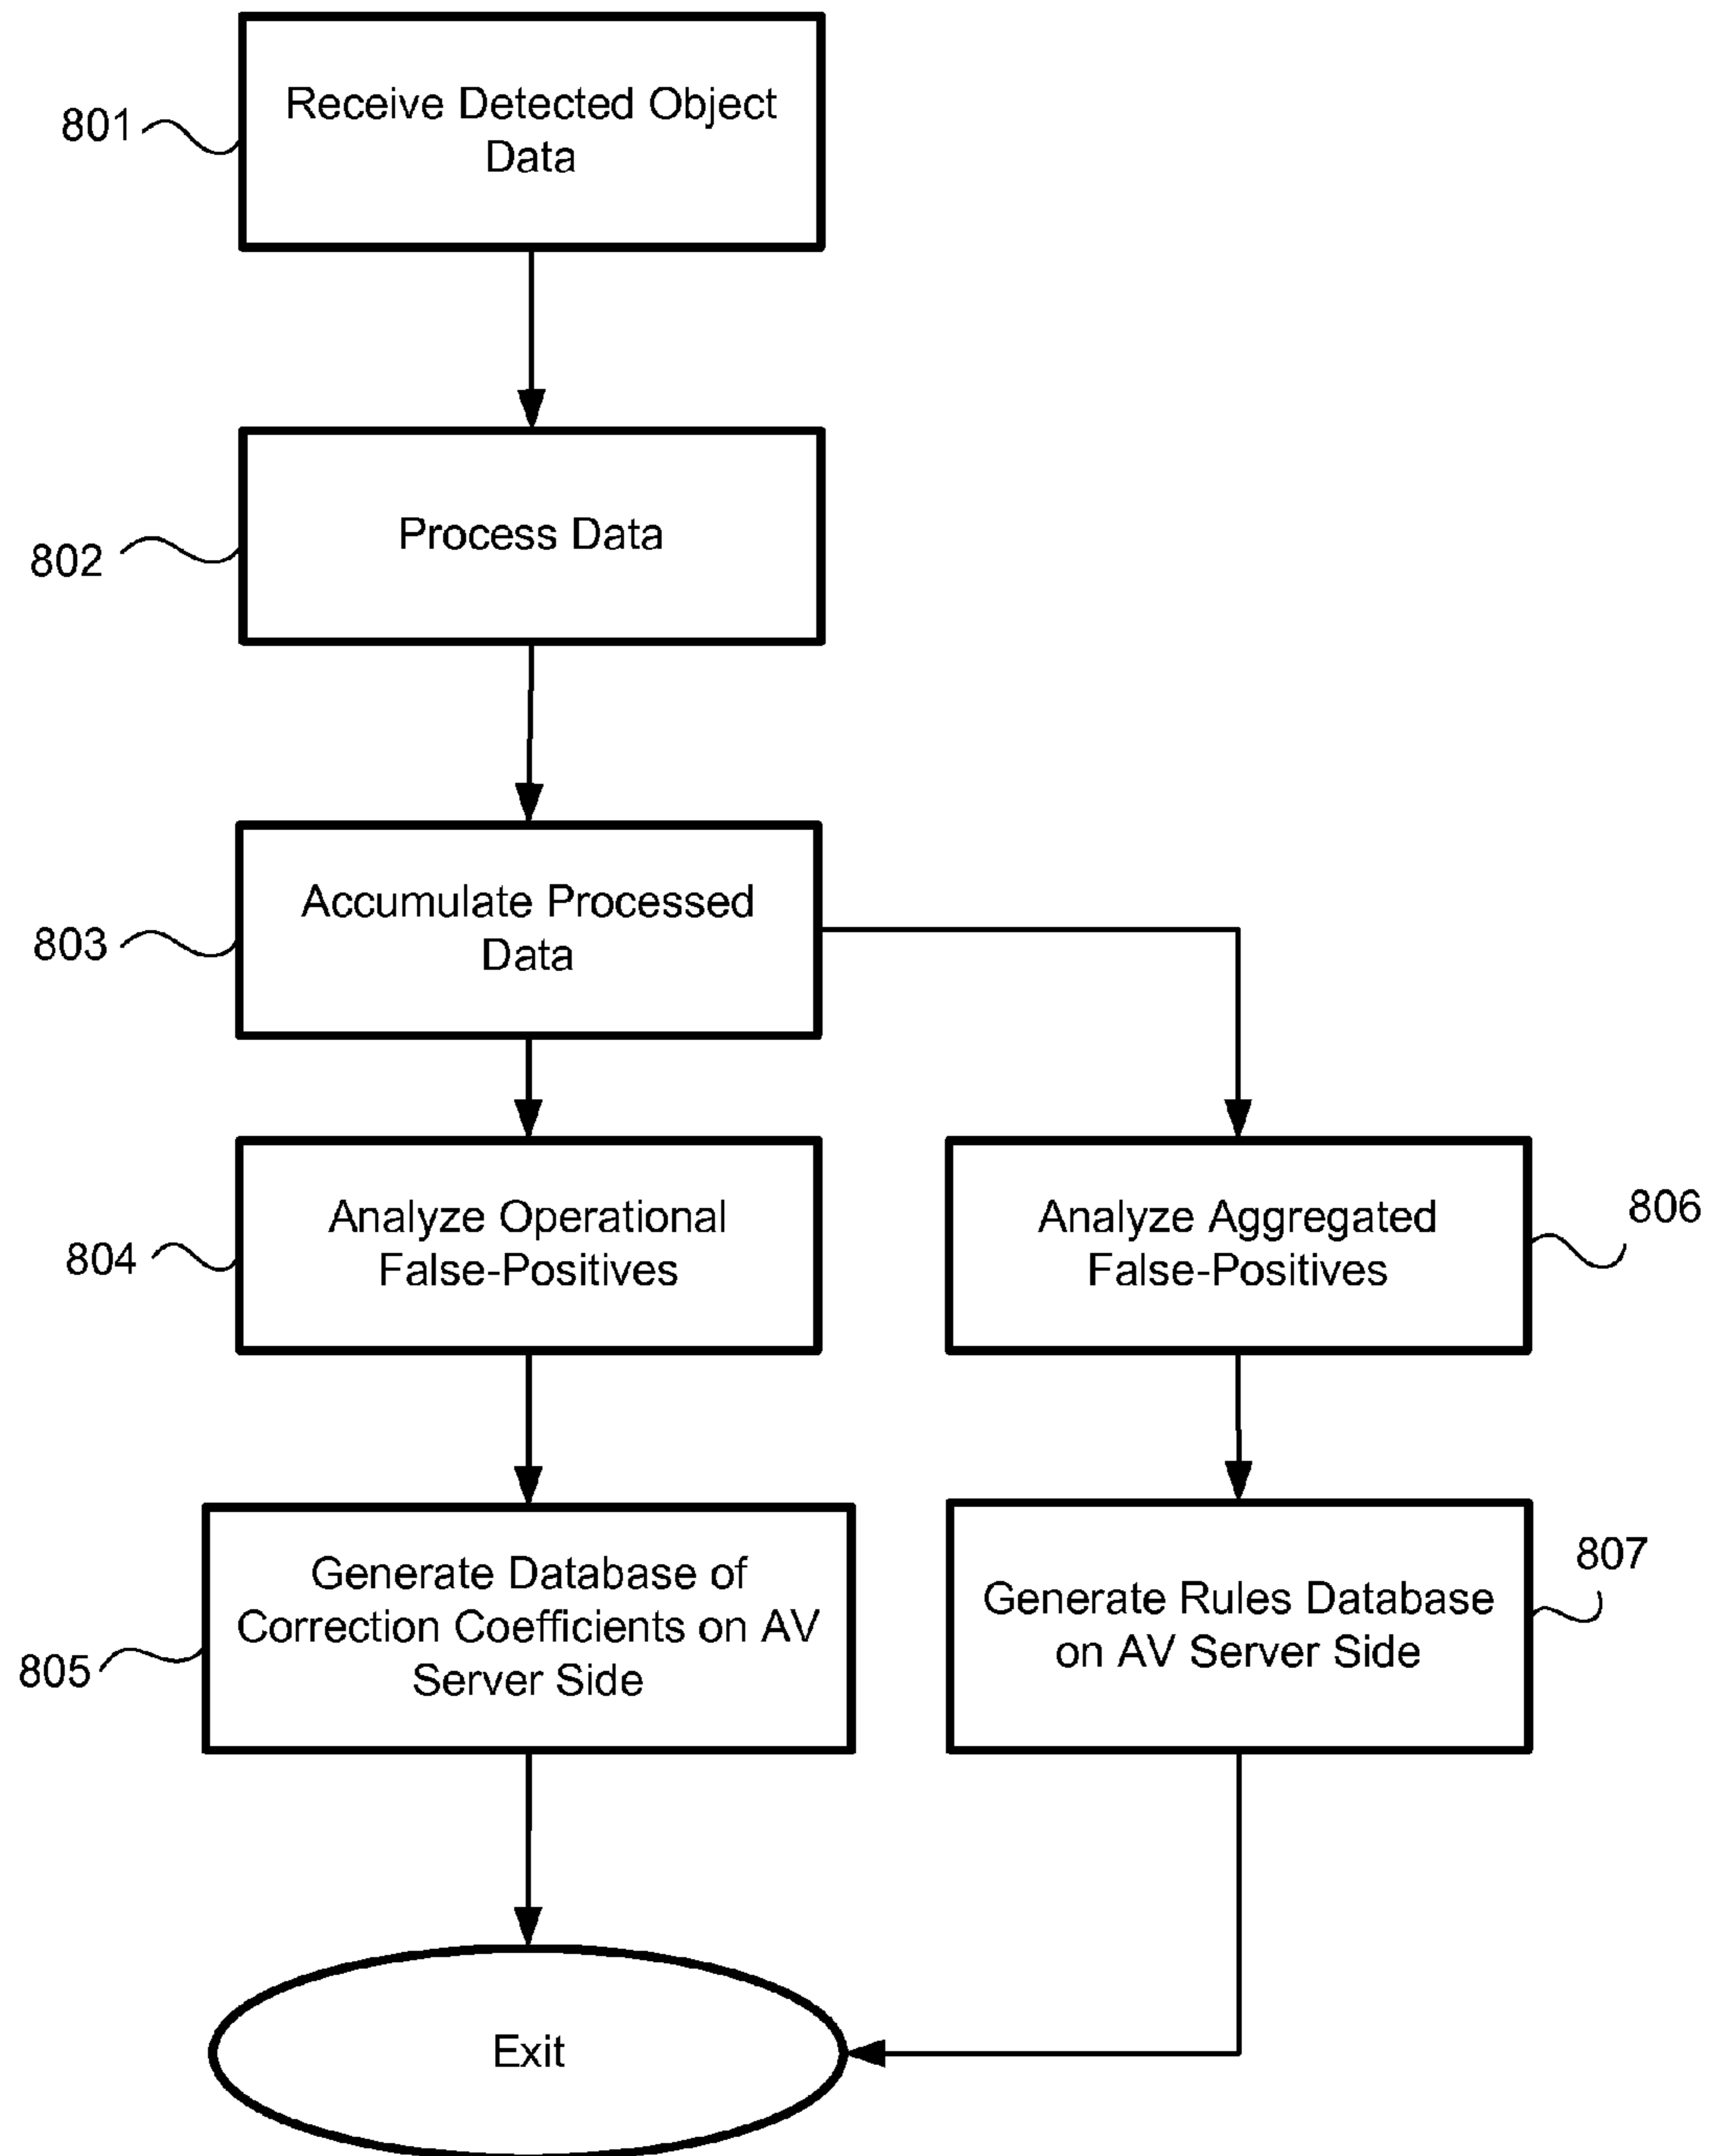 801
Receive Detected Object
Data
802
Process Data
803
Accumulate Processed
Data
804
Analyze Operational
False-Positives
Analyze Aggregated
False-Positives
806
805
Generate Database of
Correction Coefficients on AV
Server Side
Generate Rules Database
on AV Server Side
807
Exit